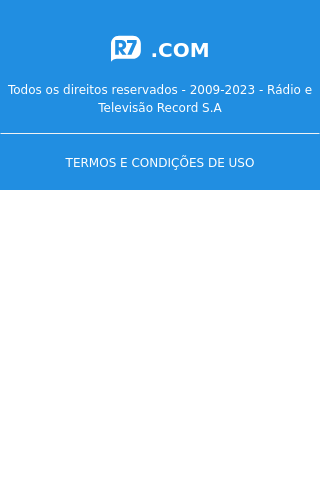 R7 .COM
Todos os direitos reservados - 2009-2023 - Rádio e
Televisão Record S.A
TERMOS E CONDIÇÕES DE USO